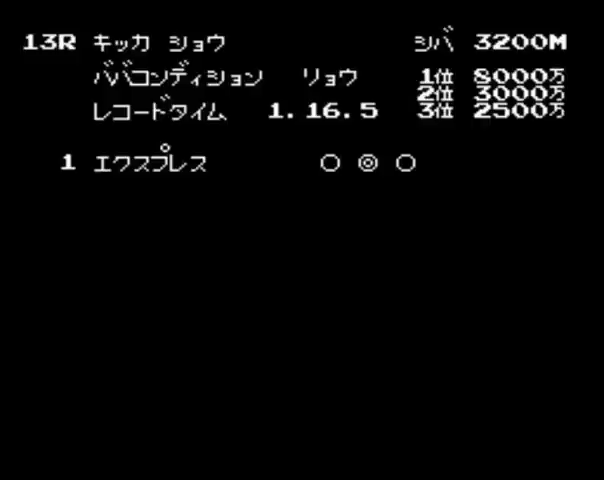 13R キッカ ショウ シバ 3200M
ババコンディション リョウ 1位 8000万
2位 3000万
レコードタイム 1.16.5 3位 2500万
1 エクスプレス ○ ◎ ○